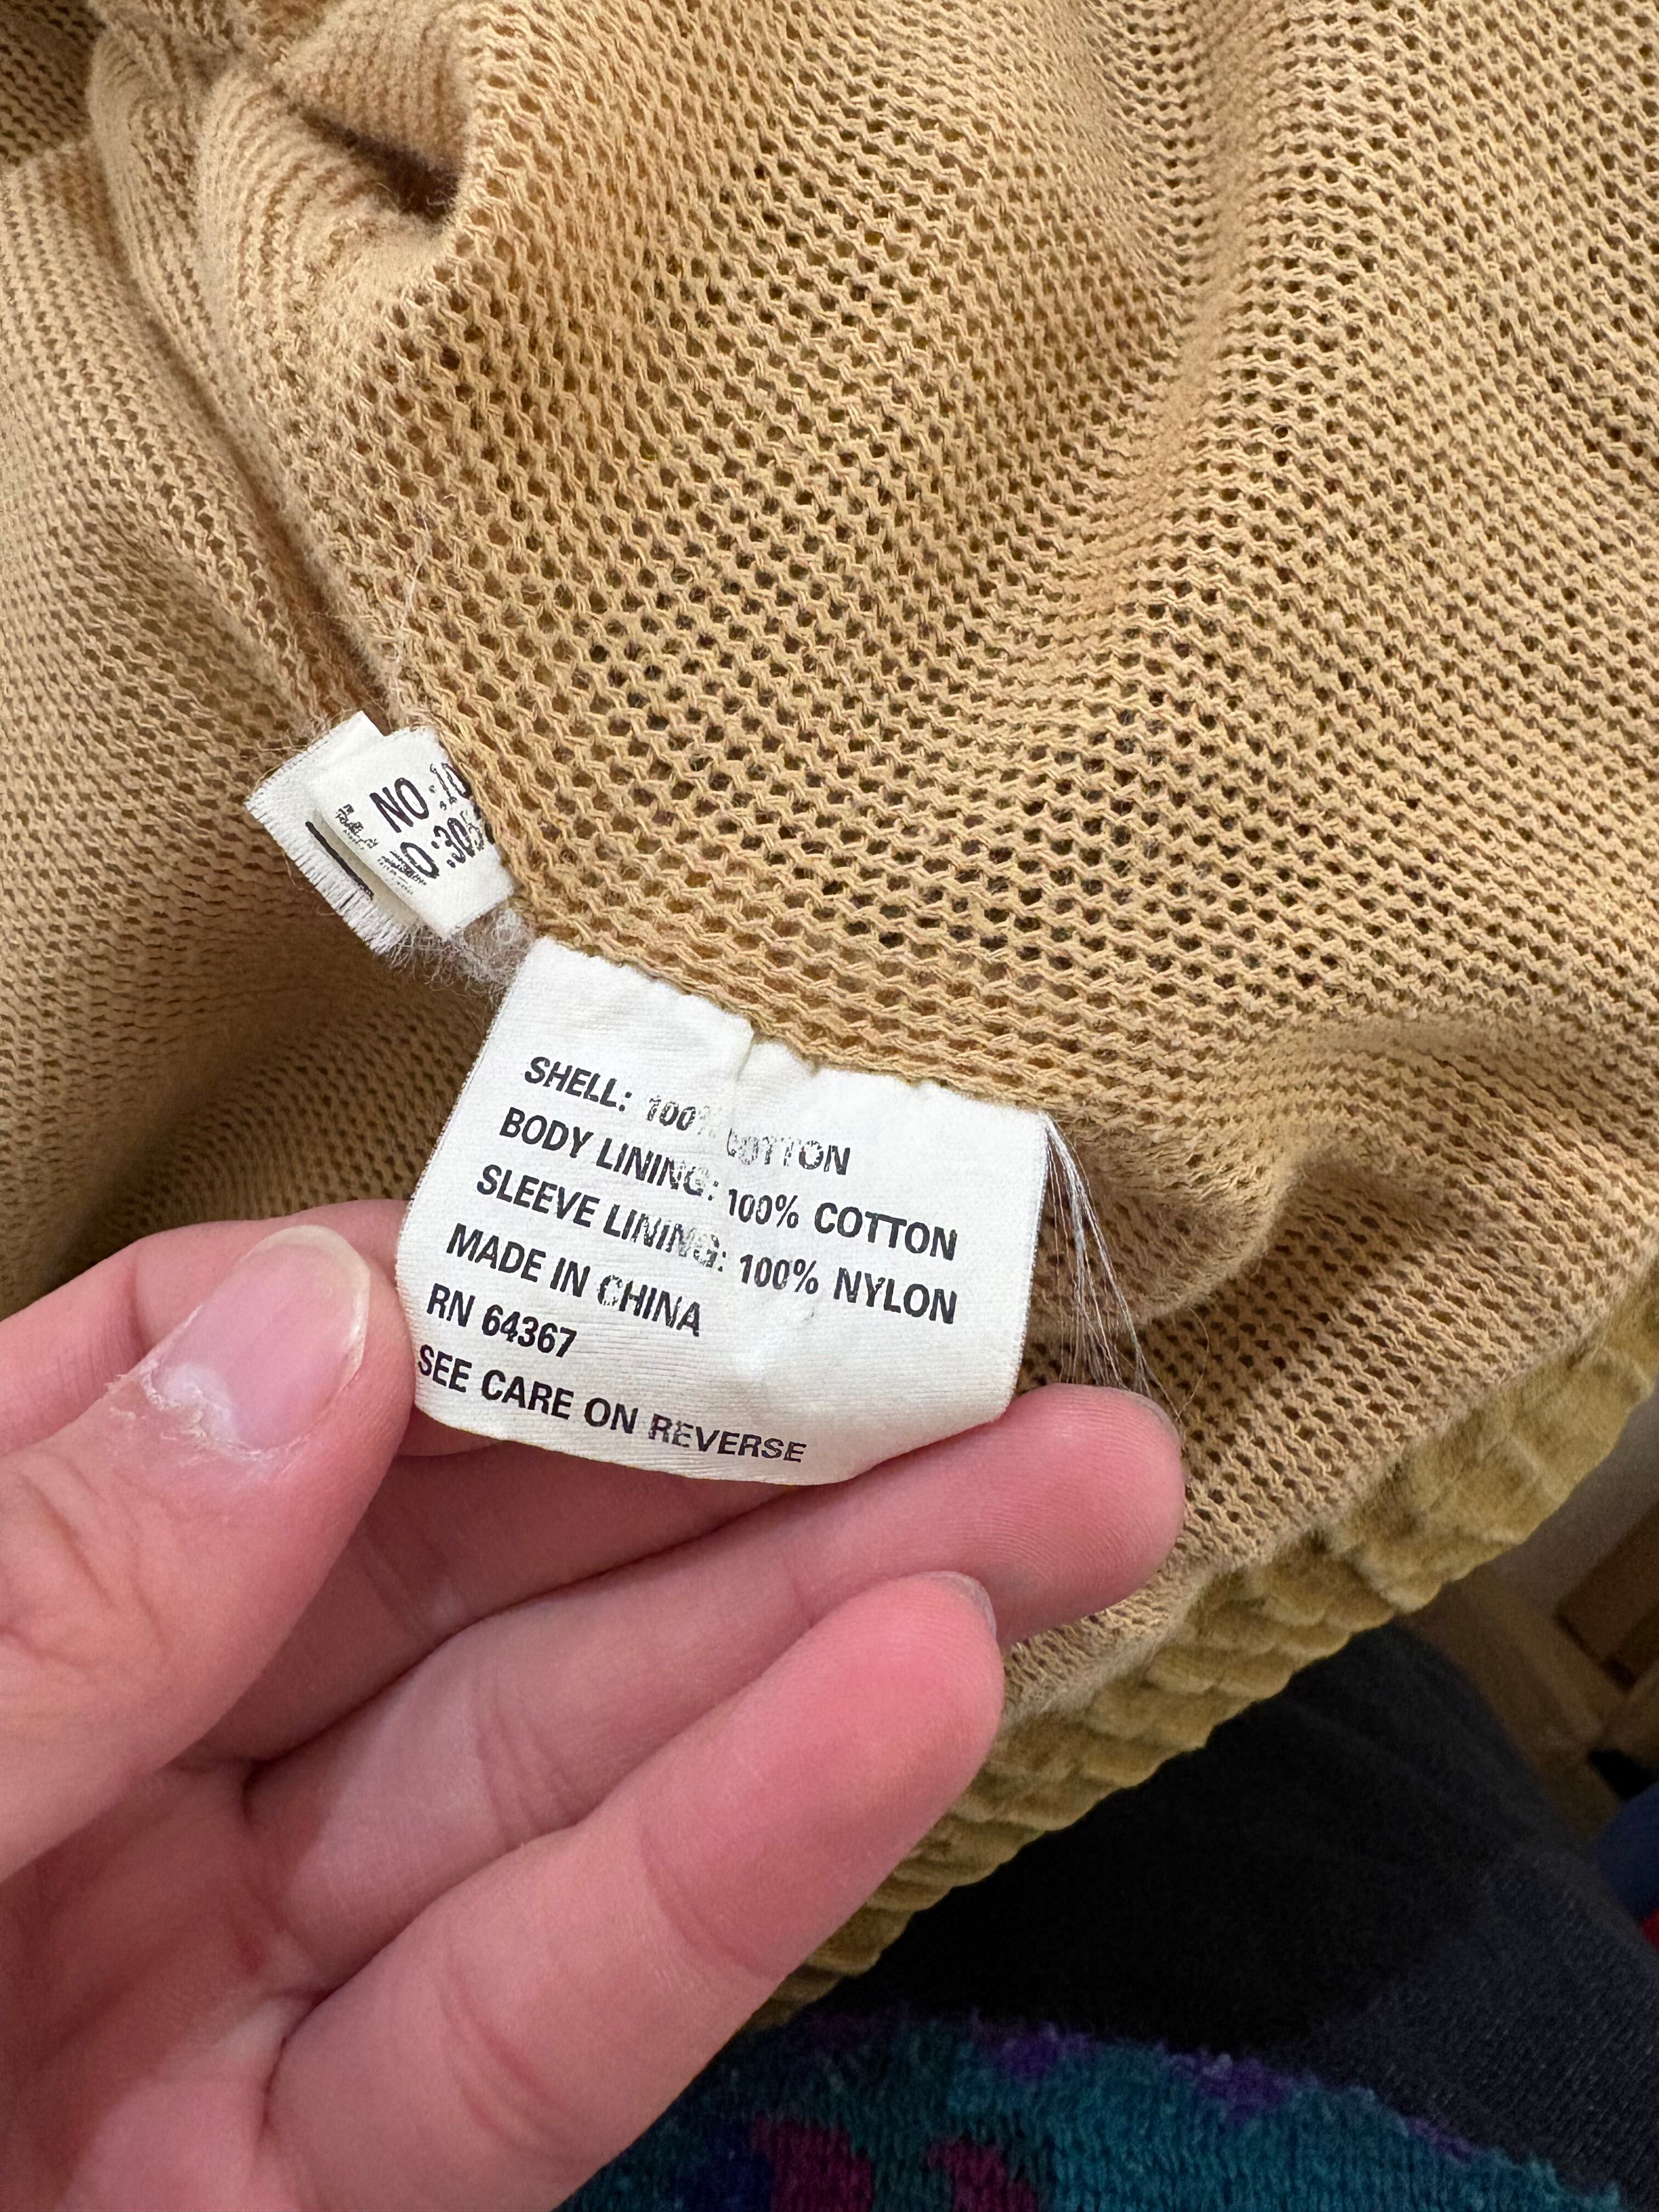 NO :10
SHELL: 100% COTTON
BODY LINING: 100% COTTON
SLEEVE LINING: 100% NYLON
MADE IN CHINA
RN 64367
SEE CARE ON REVERSE